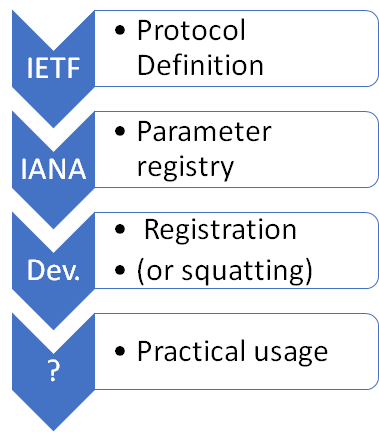 IETF
• Protocol
Definition
IANA
• Parameter
registry
Dev.
• Registration
• (or squatting)
?
• Practical usage